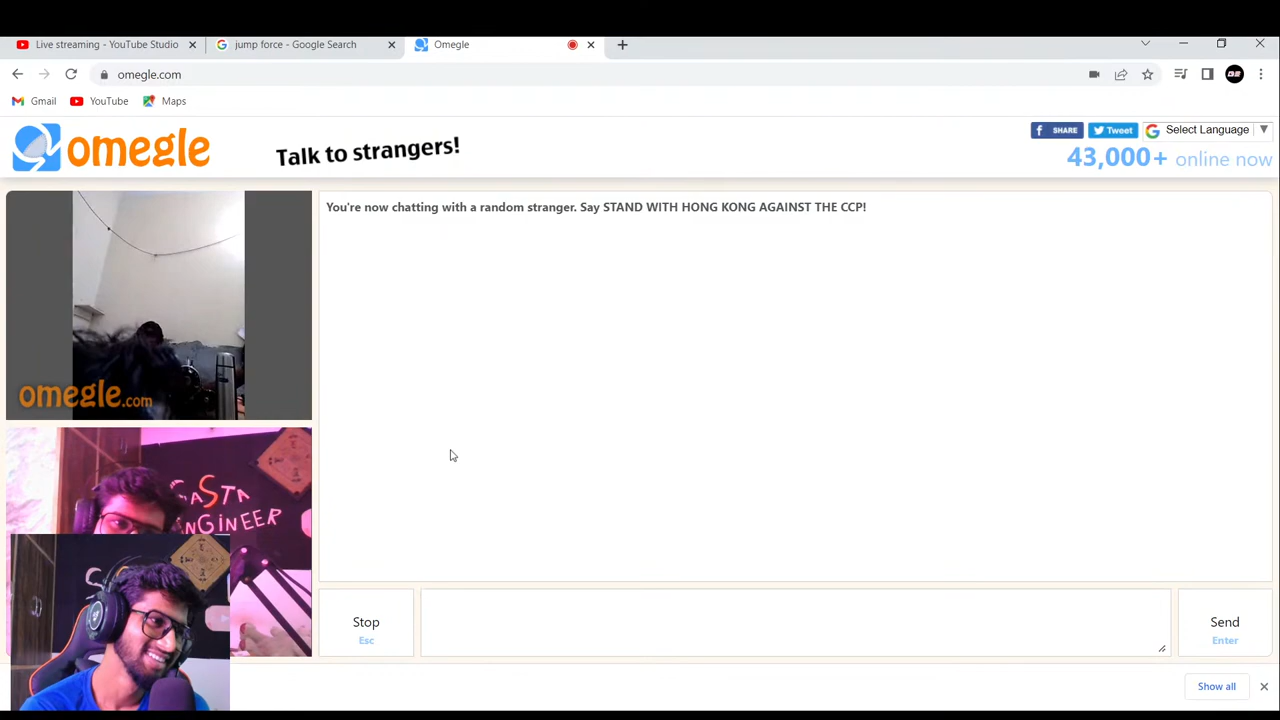 Live streaming - YouTube Studio
jump force - Google Search
Omegle
omegle.com
Gmail
YouTube
Maps
omegle
Talk to strangers!
SHARE
Tweet
Select Language
43,000+ online now
You're now chatting with a random stranger. Say STAND WITH HONG KONG AGAINST THE CCP!
omegle.com
SaSTA
ENGINEER
Stop
Esc
Send
Enter
Show all